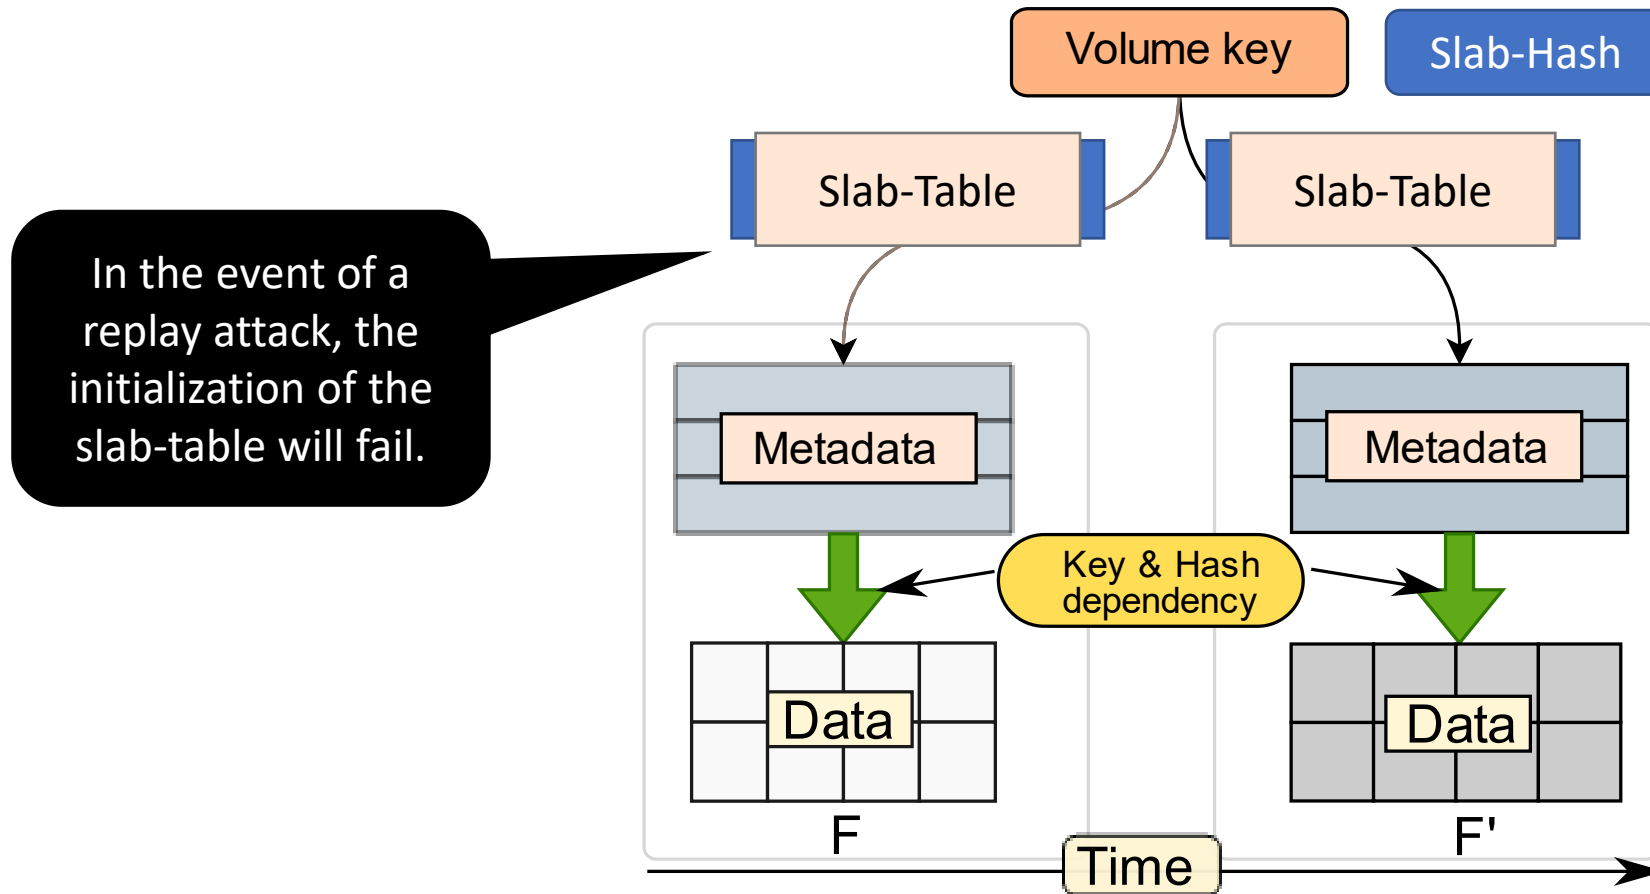 Volume key
Slab-Hash
Slab-Table
Slab-Table
In the event of a
replay attack, the
initialization of the
slab-table will fail.
Metadata
Metadata
Key & Hash
dependency
Data
Data
F
F'
Time